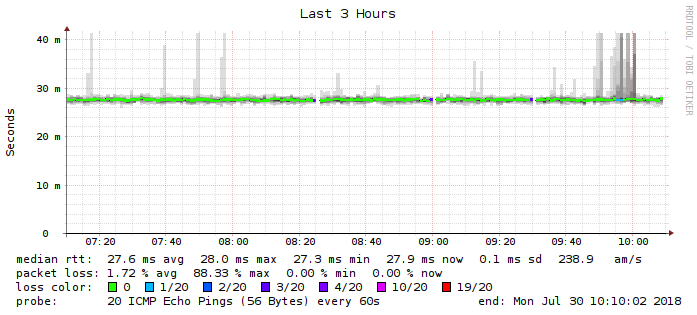 Last 3 Hours
RRDTOOL / TOBI OETIKER
Seconds
40 m
30 m
20 m
10 m
0
07:20 07:40 08:00 08:20 08:40 09:00 09:20 09:40 10:00
median rtt: 27.6 ms avg 28.0 ms max 27.3 ms min 27.9 ms now 0.1 ms sd 238.9 am/s
packet loss: 1.72 % avg 88.33 % max 0.00 % min 0.00 % now
loss color: 0 1/20 2/20 3/20 4/20 10/20 19/20
probe: 20 ICMP Echo Pings (56 Bytes) every 60s end: Mon Jul 30 10:10:02 2018